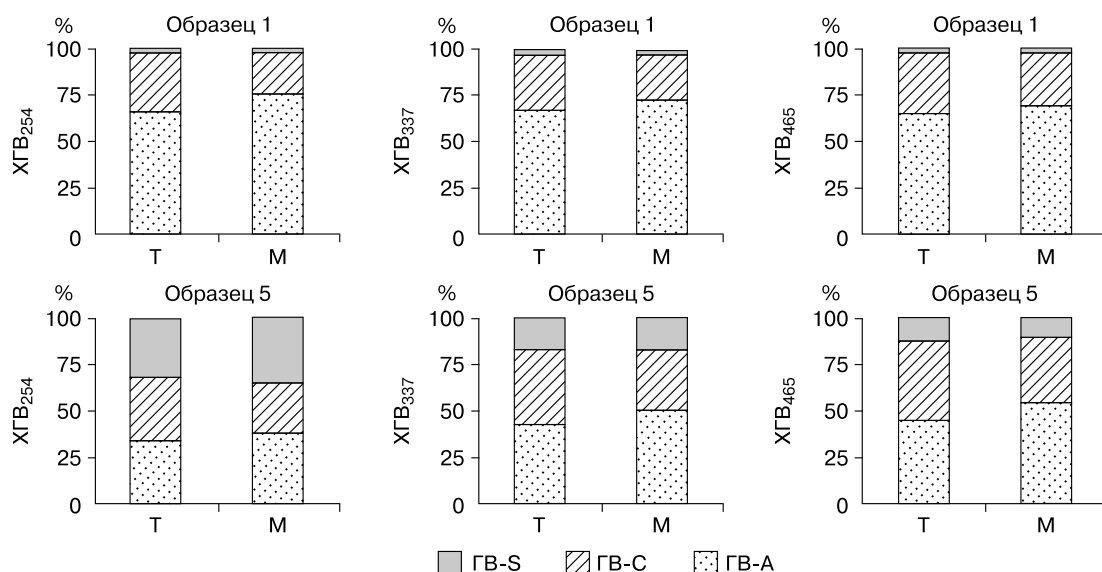 % Образец 1
100
75
50
25
0
ХГВ254
Т М
Образец 1
100
75
50
25
0
ХГВ337
Т М
% Образец 1
100
75
50
25
0
ХГВ465
Т М
% Образец 5
100
75
50
25
0
ХГВ254
Т М
% Образец 5
100
75
50
25
0
ХГВ337
Т М
% Образец 5
100
75
50
25
0
ХГВ465
Т М
ГВ-S ГВ-C ГВ-A